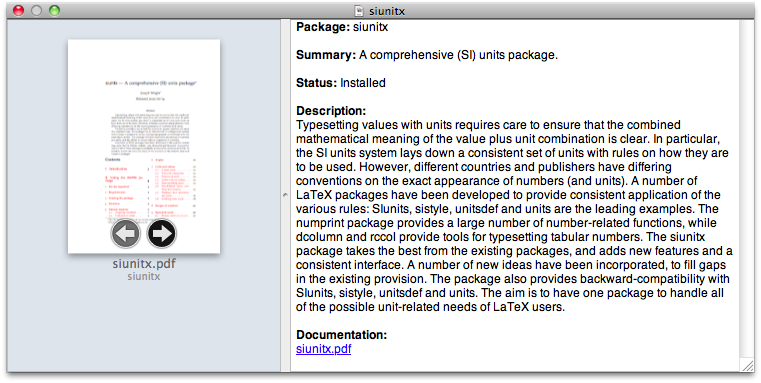 siunitx
siunitx — A comprehensive (SI) units package
Joseph Wright
Contents
siunitx.pdf
siunitx
Package: siunitx
Summary: A comprehensive (SI) units package.
Status: Installed
Description:
Typesetting values with units requires care to ensure that the combined
mathematical meaning of the value plus unit combination is clear. In particular,
the SI units system lays down a consistent set of units with rules on how they are
to be used. However, different countries and publishers have differing
conventions on the exact appearance of numbers (and units). A number of
LaTeX packages have been developed to provide consistent application of the
various rules: SIunits, sistyle, unitsdef and units are the leading examples. The
numprint package provides a large number of number-related functions, while
dcolumn and rccol provide tools for typesetting tabular numbers. The siunitx
package takes the best from the existing packages, and adds new features and a
consistent interface. A number of new ideas have been incorporated, to fill gaps
in the existing provision. The package also provides backward-compatibility with
SIunits, sistyle, unitsdef and units. The aim is to have one package to handle all
of the possible unit-related needs of LaTeX users.
Documentation:
siunitx.pdf